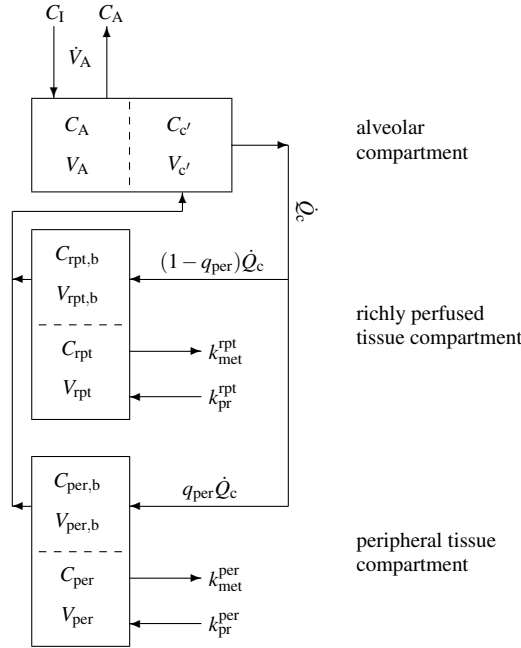 C_I C_A
V̇_A
C_A C_c′
V_A V_c′
alveolar
compartment
Q̇_c
C_rpt,b
V_rpt,b
(1 − q_per)Q̇_c
C_rpt
V_rpt
k_met^rpt
k_pr^rpt
richly perfused
tissue compartment
C_per,b
V_per,b
q_per Q̇_c
C_per
V_per
k_met^per
k_pr^per
peripheral tissue
compartment